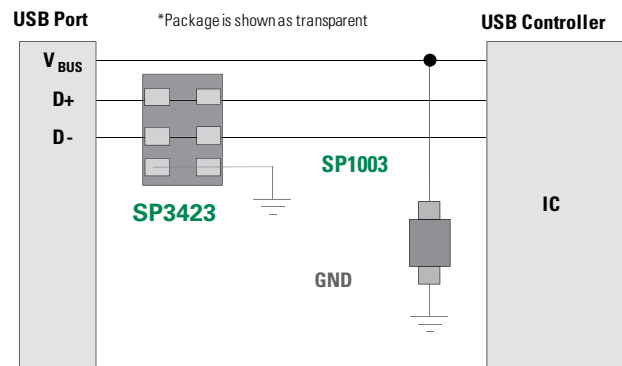 USB Port
*Package is shown as transparent
USB Controller
VBUS
D+
D-
SP1003
SP3423
IC
GND